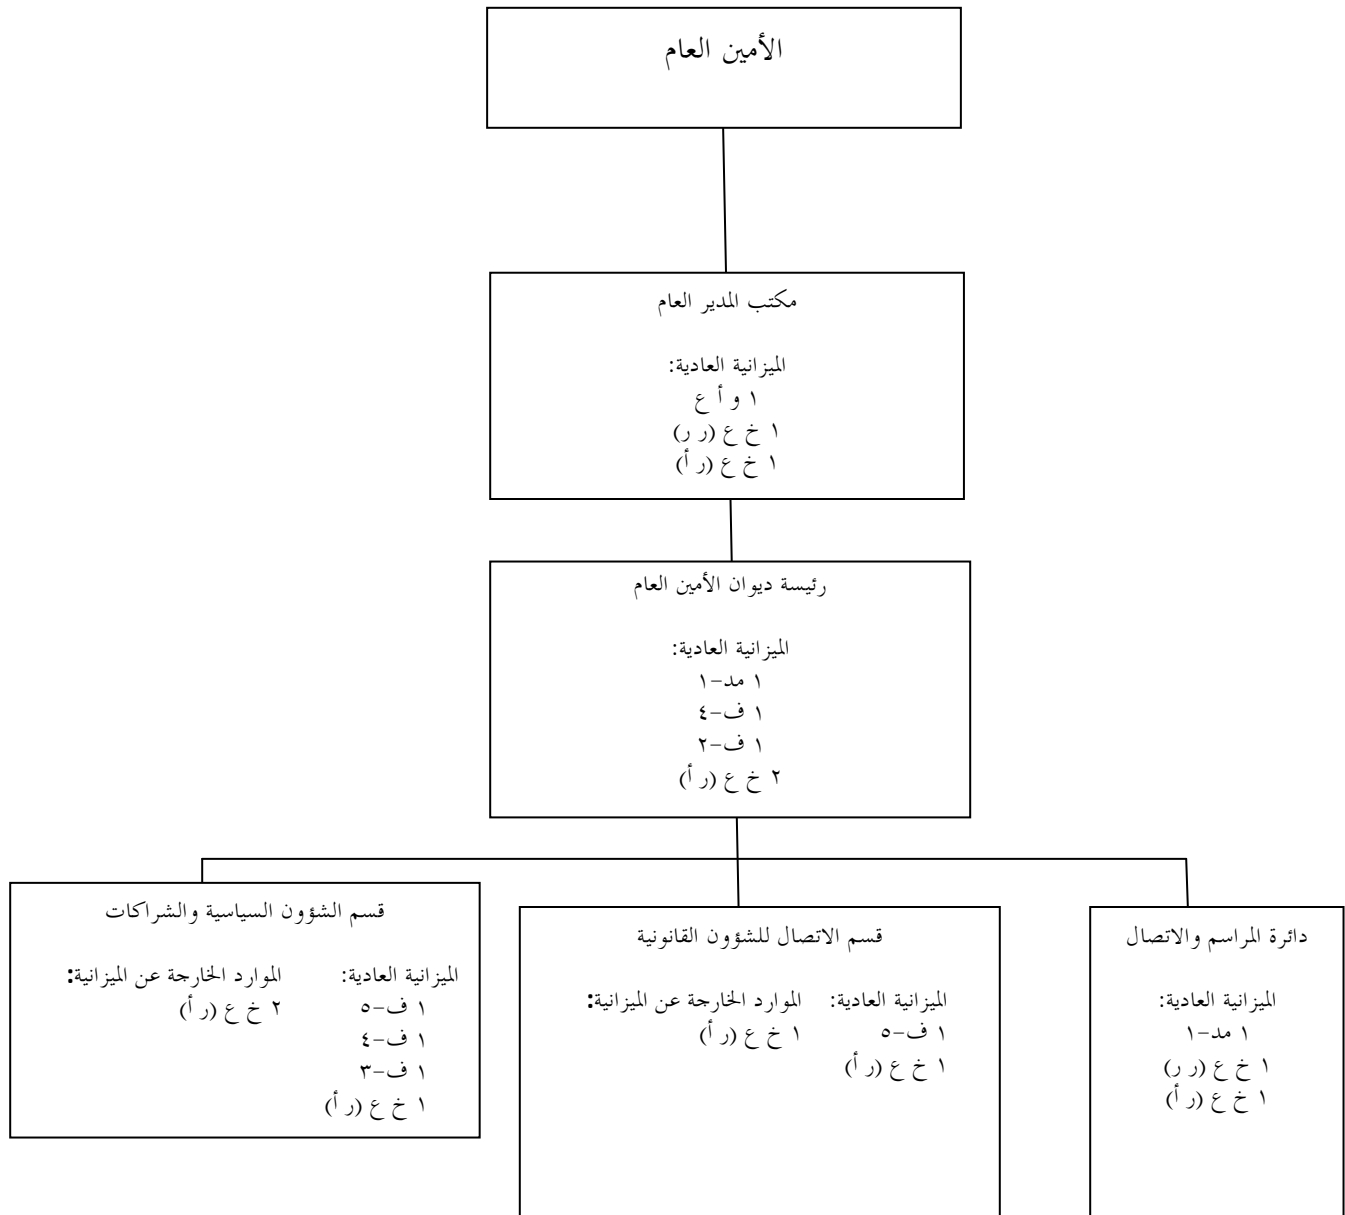 الأمين العام
مكتب المدير العام
الميزانية العادية:
١ و أ ع
١ خ ع (ر ر)
١ خ ع (ر أ)
رئيسة ديوان الأمين العام
الميزانية العادية:
١ مد-١
١ ف-٤
١ ف-٢
٢ خ ع (ر أ)
دائرة المراسم والاتصال
الميزانية العادية:
١ مد-١
١ خ ع (ر ر)
١ خ ع (ر أ)
قسم الاتصال للشؤون القانونية
الميزانية العادية:
١ ف-٥
١ خ ع (ر أ)
الموارد الخارجة عن الميزانية:
١ خ ع (ر أ)
قسم الشؤون السياسية والشراكات
الميزانية العادية:
١ ف-٥
١ ف-٤
١ ف-٣
١ خ ع (ر أ)
الموارد الخارجة عن الميزانية:
٢ خ ع (ر أ)